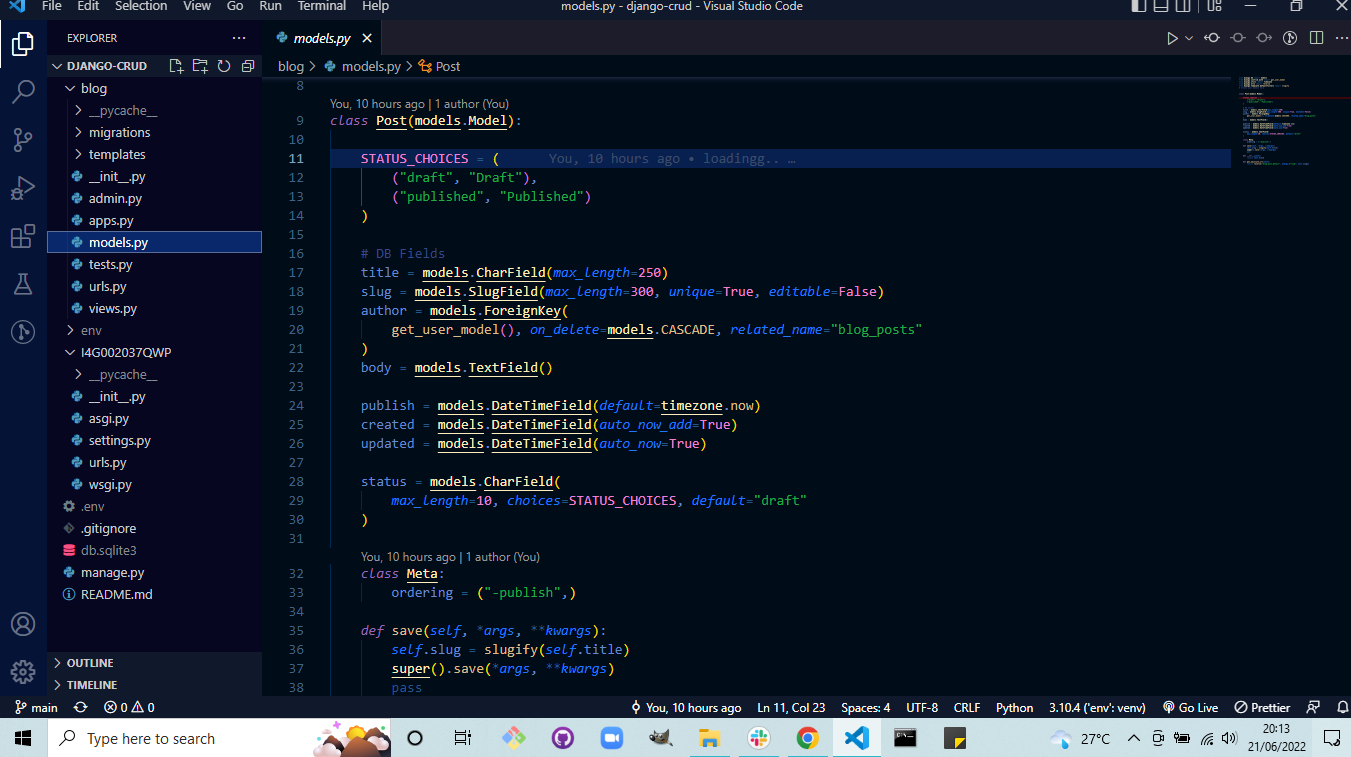 File Edit Selection View Go Run Terminal Help models.py - django-crud - Visual Studio Code
EXPLORER
models.py
DJANGO-CRUD
blog > models.py > Post
blog
__pycache__
migrations
templates
__init__.py
admin.py
apps.py
models.py
tests.py
urls.py
views.py
env
I4G002037QWP
__pycache__
__init__.py
asgi.py
settings.py
urls.py
wsgi.py
.env
.gitignore
db.sqlite3
manage.py
README.md
OUTLINE
TIMELINE
8
You, 10 hours ago | 1 author (You)
9 class Post(models.Model):
10
11 STATUS_CHOICES = ( You, 10 hours ago • loadingg.. …
12 ("draft", "Draft"),
13 ("published", "Published")
14 )
15
16 # DB Fields
17 title = models.CharField(max_length=250)
18 slug = models.SlugField(max_length=300, unique=True, editable=False)
19 author = models.ForeignKey(
20 get_user_model(), on_delete=models.CASCADE, related_name="blog_posts"
21 )
22 body = models.TextField()
23
24 publish = models.DateTimeField(default=timezone.now)
25 created = models.DateTimeField(auto_now_add=True)
26 updated = models.DateTimeField(auto_now=True)
27
28 status = models.CharField(
29 max_length=10, choices=STATUS_CHOICES, default="draft"
30 )
31
You, 10 hours ago | 1 author (You)
32 class Meta:
33 ordering = ("-publish",)
34
35 def save(self, *args, **kwargs):
36 self.slug = slugify(self.title)
37 super().save(*args, **kwargs)
38 pass
main 0 0 You, 10 hours ago Ln 11, Col 23 Spaces: 4 UTF-8 CRLF Python 3.10.4 ('env': venv) Go Live Prettier
Type here to search
27°C
20:13
21/06/2022